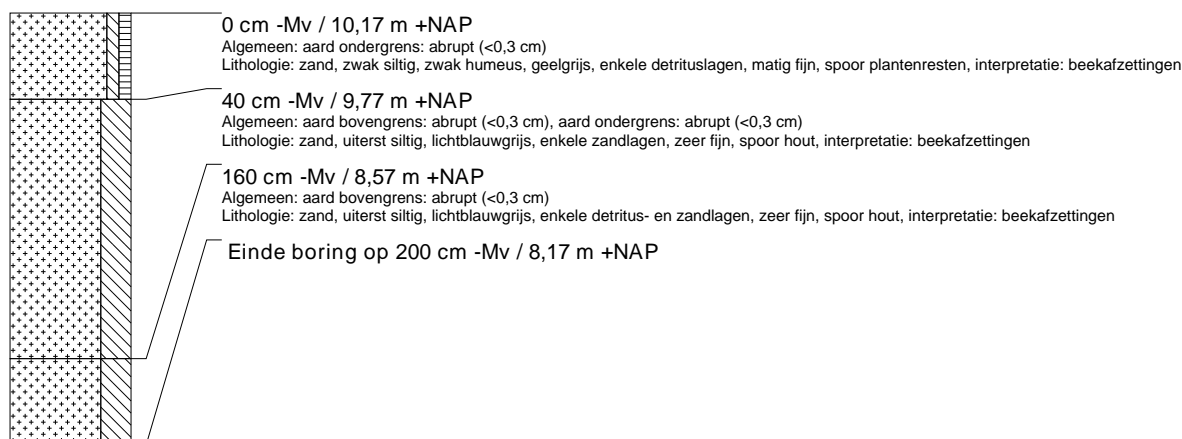 0 cm -Mv / 10,17 m +NAP
Algemeen: aard ondergrens: abrupt (<0,3 cm)
Lithologie: zand, zwak siltig, zwak humeus, geelgrijs, enkele detrituslagen, matig fijn, spoor plantenresten, interpretatie: beekafzettingen
40 cm -Mv / 9,77 m +NAP
Algemeen: aard bovengrens: abrupt (<0,3 cm), aard ondergrens: abrupt (<0,3 cm)
Lithologie: zand, uiterst siltig, lichtblauwgrijs, enkele zandlagen, zeer fijn, spoor hout, interpretatie: beekafzettingen
160 cm -Mv / 8,57 m +NAP
Algemeen: aard bovengrens: abrupt (<0,3 cm)
Lithologie: zand, uiterst siltig, lichtblauwgrijs, enkele detritus- en zandlagen, zeer fijn, spoor hout, interpretatie: beekafzettingen
Einde boring op 200 cm -Mv / 8,17 m +NAP